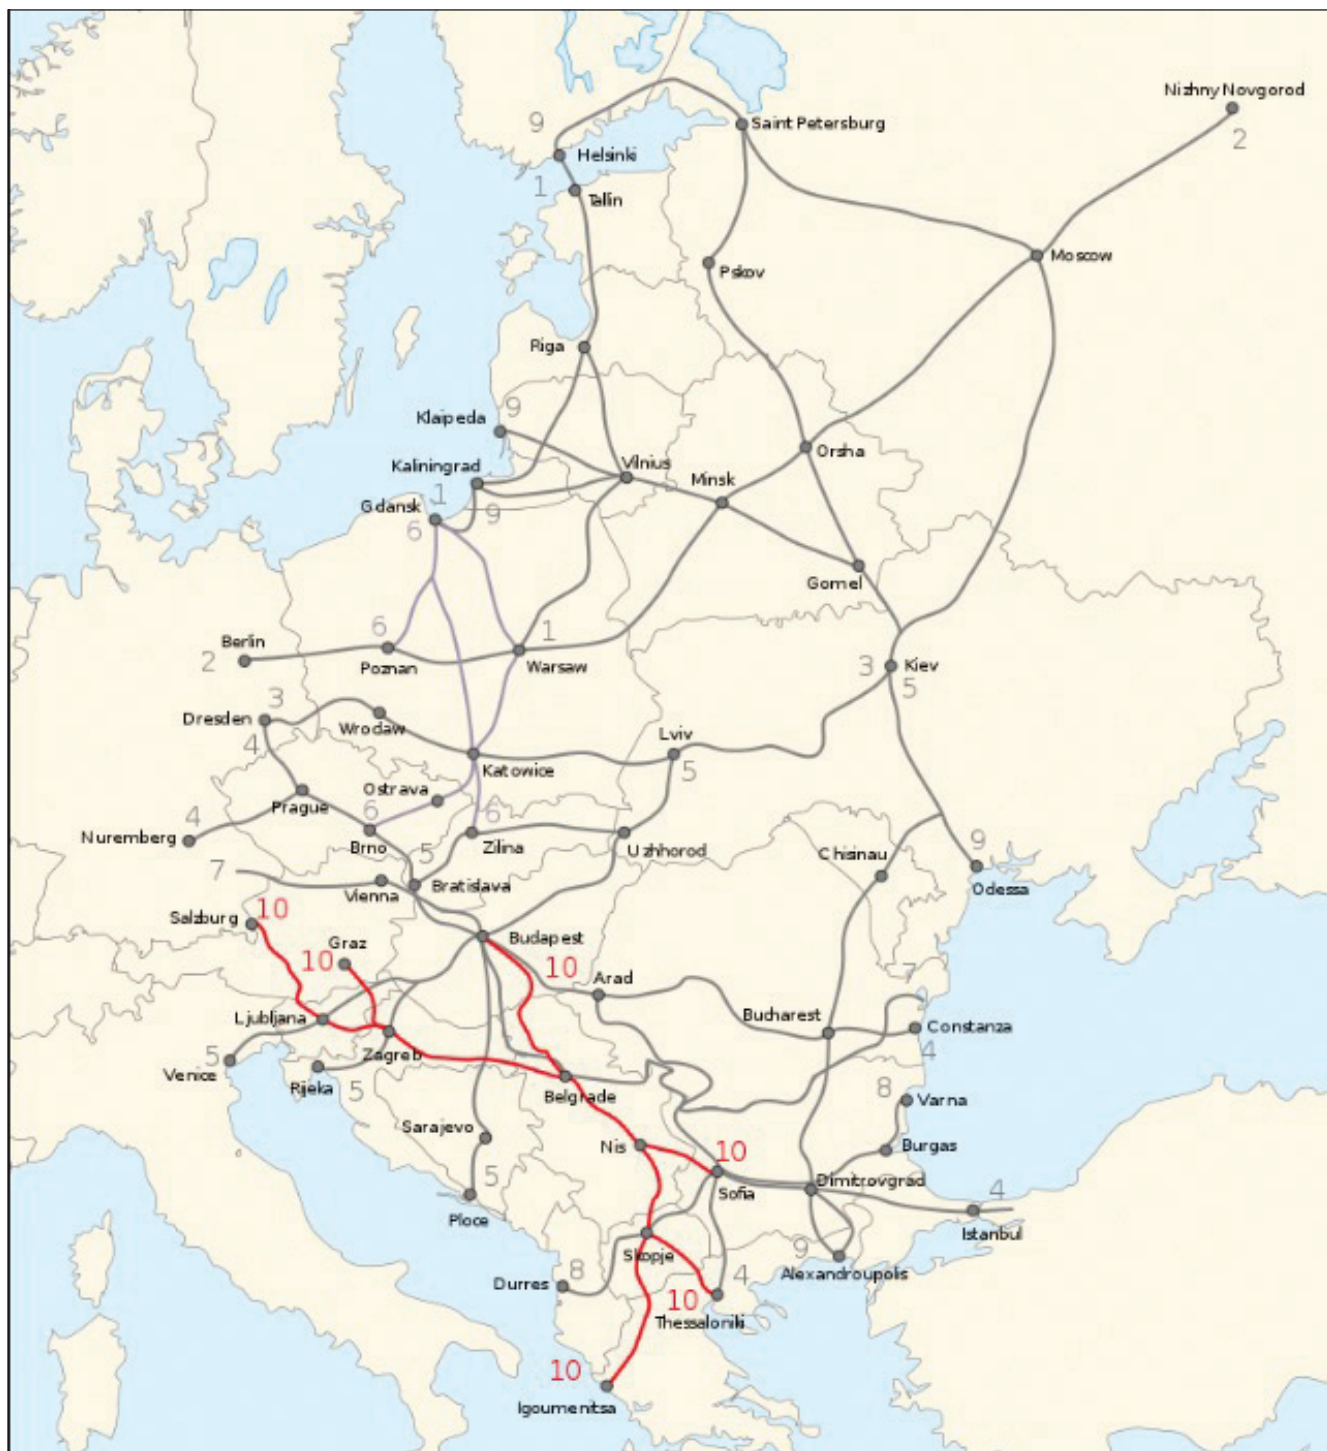 Nizhny Novgorod
9
Saint Petersburg
2
Helsinki
1
Tallin
Moscow
Pskov
Riga
9
Klaipeda
Orsha
Kaliningrad
Vilnius
Minsk
1
Gdansk
9
6
Gomel
6
1
Berlin
2
Poznan
Warsaw
3
Kiev
5
3
Dresden
Wrodaw
Lviv
4
Katowice
5
Ostrava
Prague
4
6
6
Nuremberg
Brno
Zilina
Uzhhorod
Chisinau
5
9
7
Vienna
Bratislava
Odessa
Salzburg
10
Graz
Budapest
10
10
7
Arad
Ljubljana
Bucharest
Constanza
Zagreb
5
4
Venice
Rijeka
5
Belgrade
8
Varna
Sarajevo
Nis
10
Burgas
5
Sofia
Dimitrovgrad
4
Ploce
Istanbul
Skopje
9
Durres
8
4
Alexandroupolis
10
Thessaloniki
10
Igoumenitsa